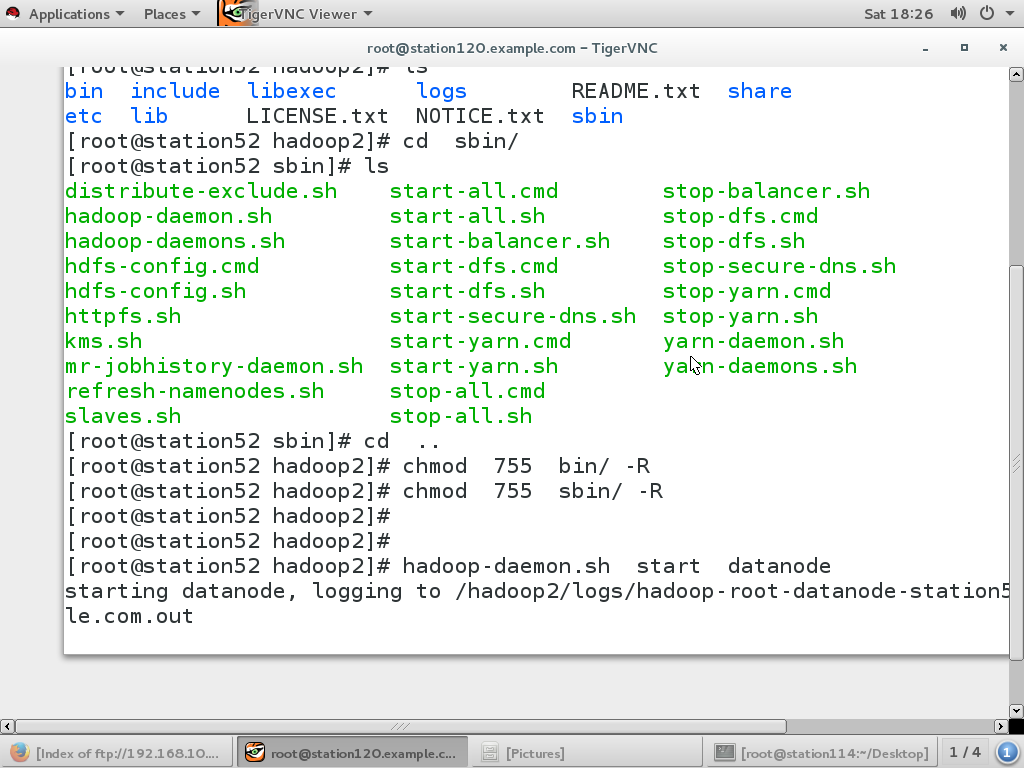 Applications Places TigerVNC Viewer Sat 18:26
root@station120.example.com - TigerVNC
[root@station52 hadoop2]# ls
bin include libexec logs README.txt share
etc lib LICENSE.txt NOTICE.txt sbin
[root@station52 hadoop2]# cd sbin/
[root@station52 sbin]# ls
distribute-exclude.sh start-all.cmd stop-balancer.sh
hadoop-daemon.sh start-all.sh stop-dfs.cmd
hadoop-daemons.sh start-balancer.sh stop-dfs.sh
hdfs-config.cmd start-dfs.cmd stop-secure-dns.sh
hdfs-config.sh start-dfs.sh stop-yarn.cmd
httpfs.sh start-secure-dns.sh stop-yarn.sh
kms.sh start-yarn.cmd yarn-daemon.sh
mr-jobhistory-daemon.sh start-yarn.sh yarn-daemons.sh
refresh-namenodes.sh stop-all.cmd
slaves.sh stop-all.sh
[root@station52 sbin]# cd ..
[root@station52 hadoop2]# chmod 755 bin/ -R
[root@station52 hadoop2]# chmod 755 sbin/ -R
[root@station52 hadoop2]#
[root@station52 hadoop2]#
[root@station52 hadoop2]# hadoop-daemon.sh start datanode
starting datanode, logging to /hadoop2/logs/hadoop-root-datanode-station5
le.com.out
[Index of ftp://192.168.10.... root@station120.example.c... [Pictures] [root@station114:~/Desktop] 1 / 4 1